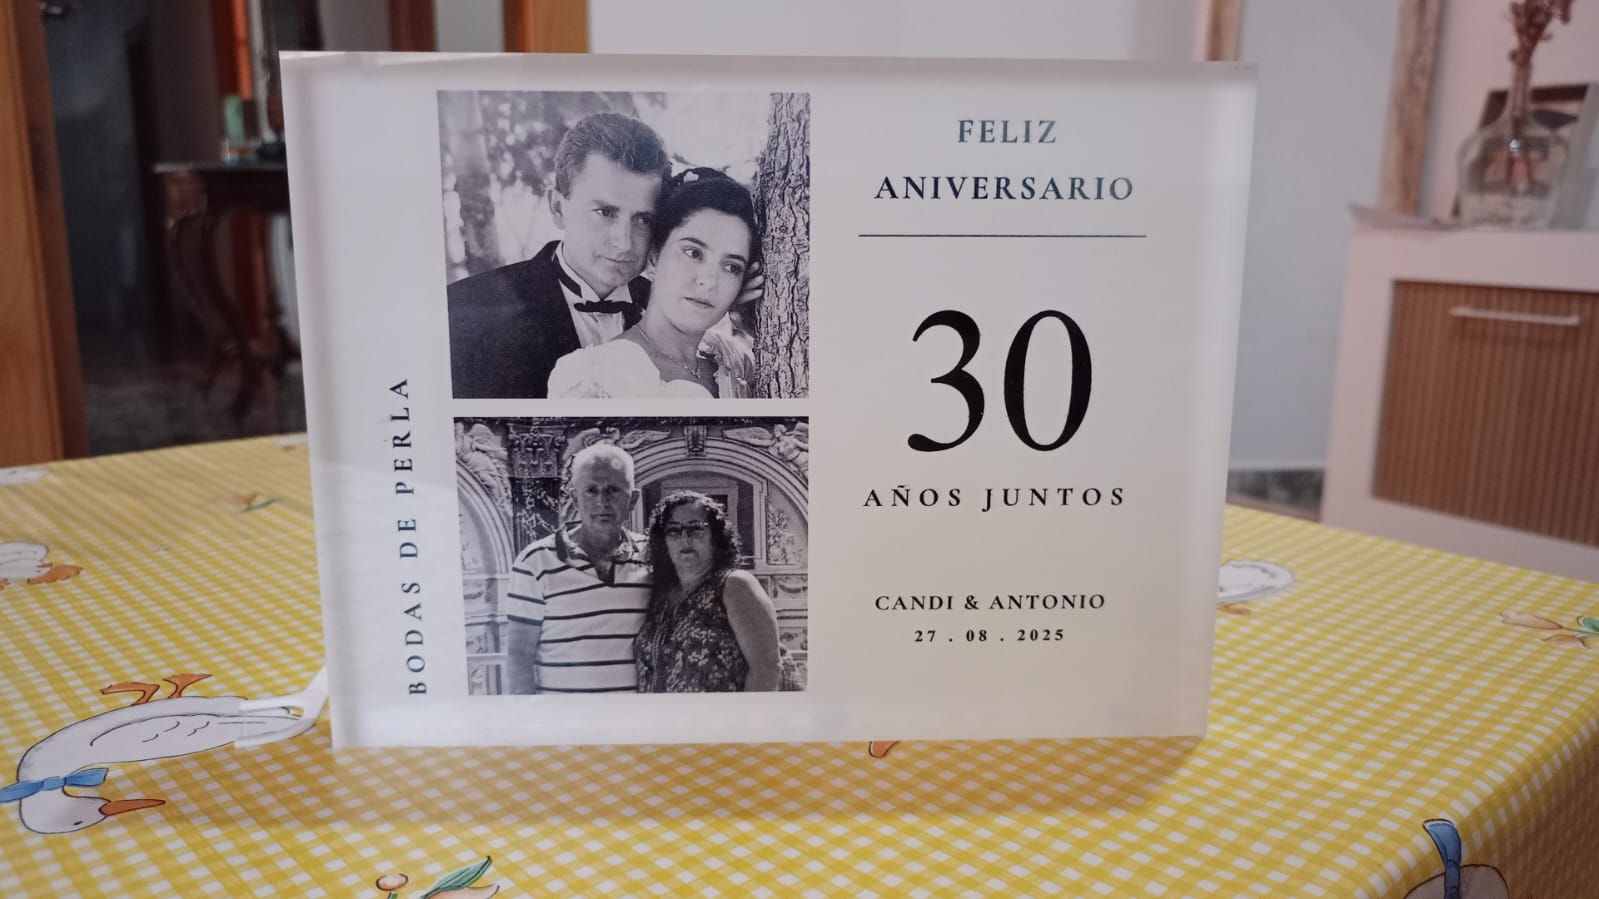 BODAS DE PERLA
FELIZ
ANIVERSARIO
30
AÑOS JUNTOS
CANDI & ANTONIO
27 . 08 . 2025